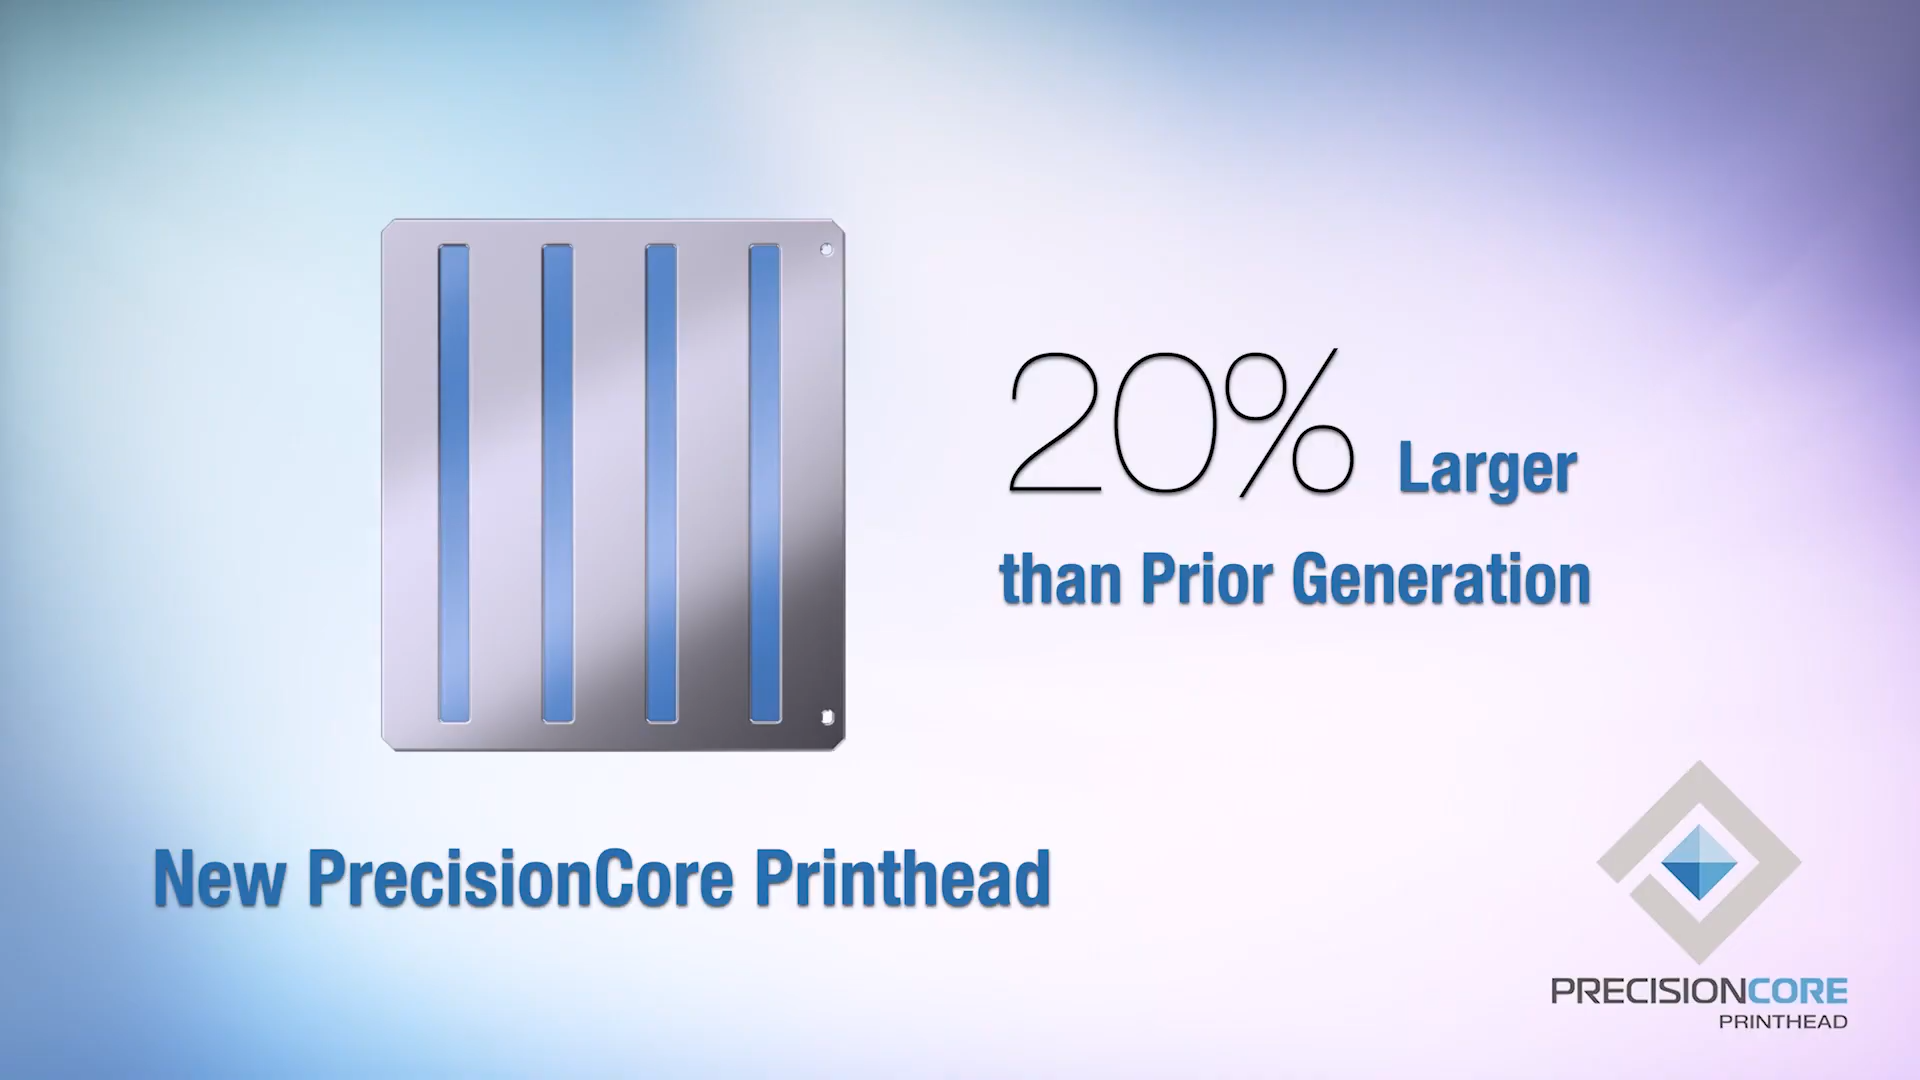 20% Larger
than Prior Generation
New PrecisionCore Printhead
PRECISIONCORE
PRINTHEAD